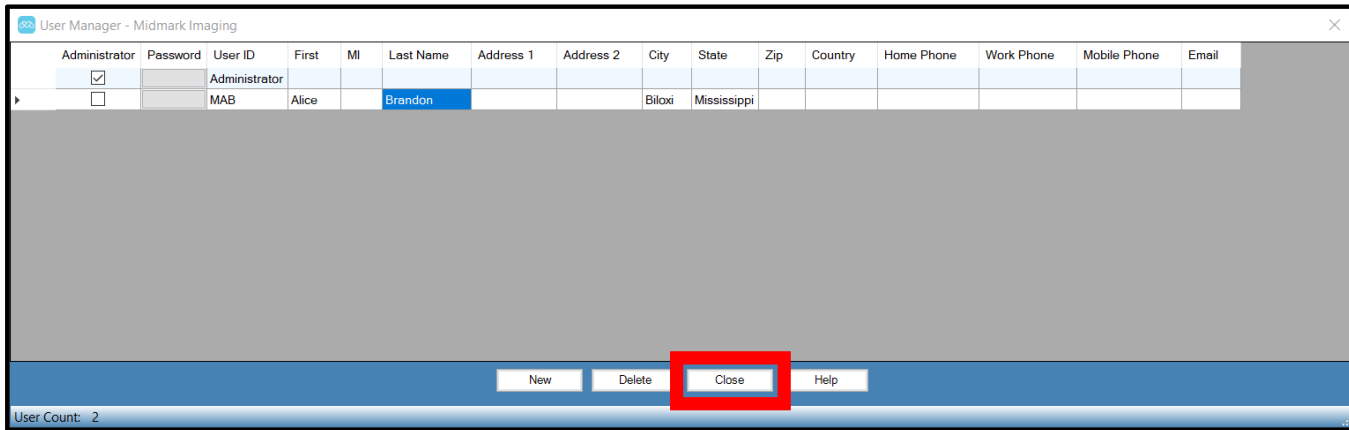 User Manager - Midmark Imaging
Administrator Password User ID First MI Last Name Address 1 Address 2 City State Zip Country Home Phone Work Phone Mobile Phone Email
Administrator
MAB Alice Brandon Biloxi Mississippi
New Delete Close Help
User Count: 2